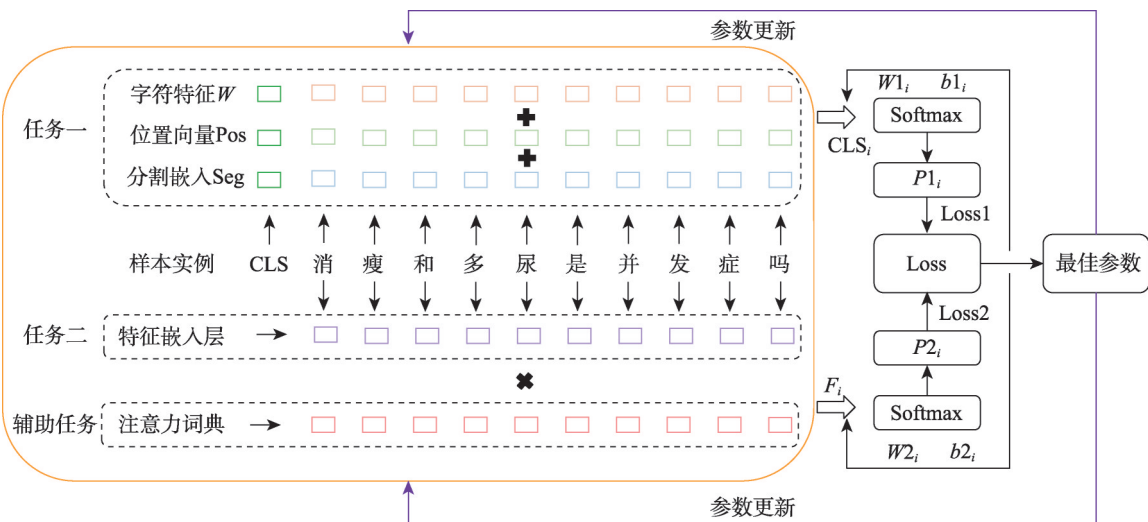 参数更新
任务一
字符特征W
位置向量Pos
分割嵌入Seg
样本实例 CLS 消 瘦 和 多 尿 是 并 发 症 吗
任务二
特征嵌入层
辅助任务
注意力词典
W1i b1i
Softmax
CLSi
P1i
Loss1
Loss
最佳参数
Loss2
P2i
Fi
Softmax
W2i b2i
参数更新